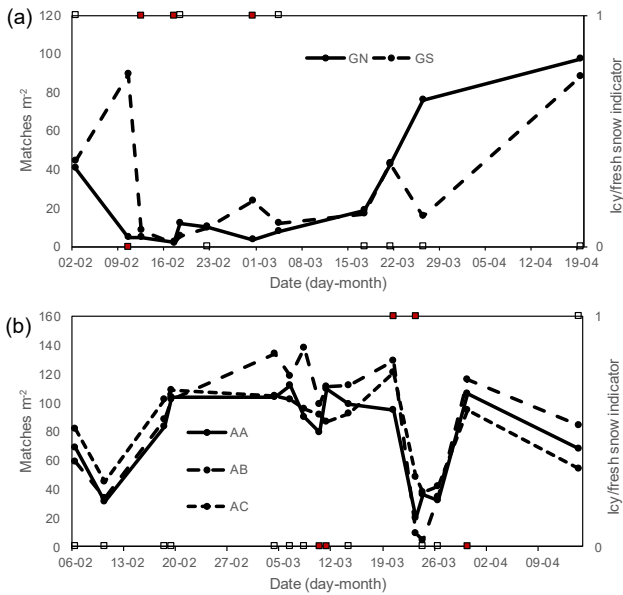 (a)
120
100
80
60
40
20
0
1
0
Matches m⁻²
Icy/fresh snow indicator
GN GS
02-02 09-02 16-02 23-02 01-03 08-03 15-03 22-03 29-03 05-04 12-04 19-04
Date (day-month)
(b)
160
140
120
100
80
60
40
20
0
1
0
Matches m⁻²
Icy/fresh snow indicator
AA
AB
AC
06-02 13-02 20-02 27-02 05-03 12-03 19-03 26-03 02-04 09-04
Date (day-month)